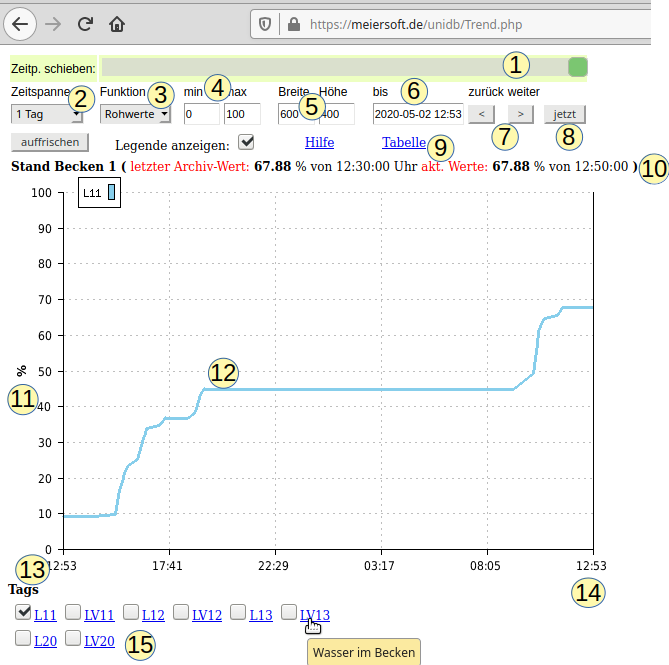 https://meiersoft.de/unidb/Trend.php
Zeitp. schieben: 1
Zeitspanne 2 Funktion 3 min 4 max Breite 5 Höhe bis 6 zurück weiter
1 Tag Rohwerte 0 100 600 400 2020-05-02 12:53 < > jetzt
7 8
auffrischen Legende anzeigen: Hilfe Tabelle 9
Stand Becken 1 ( letzter Archiv-Wert: 67.88 % von 12:30:00 Uhr akt. Werte: 67.88 % von 12:50:00 ) 10
L11
100
90
80
70
60
50
40
30
20
10
0
%
11
12
12:53 17:41 22:29 03:17 08:05 12:53
13 14
Tags
L11 LV11 L12 LV12 L13 LV13
L20 LV20 15
Wasser im Becken